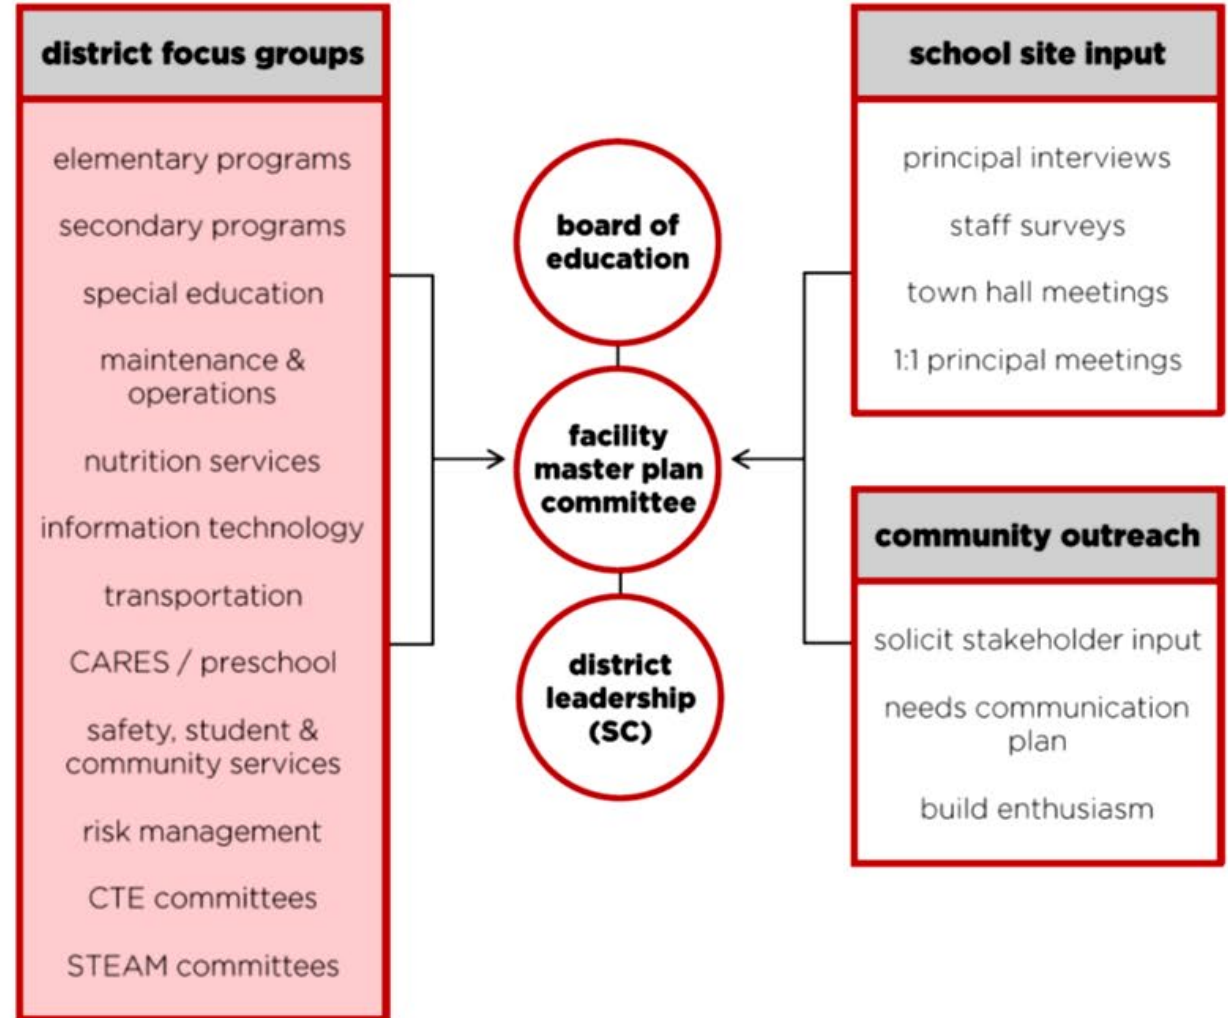 district focus groups
elementary programs
secondary programs
special education
maintenance &
operations
nutrition services
information technology
transportation
CARES / preschool
safety, student &
community services
risk management
CTE committees
STEAM committees
board of
education
facility
master plan
committee
district
leadership
(SC)
school site input
principal interviews
staff surveys
town hall meetings
1:1 principal meetings
community outreach
solicit stakeholder input
needs communication
plan
build enthusiasm